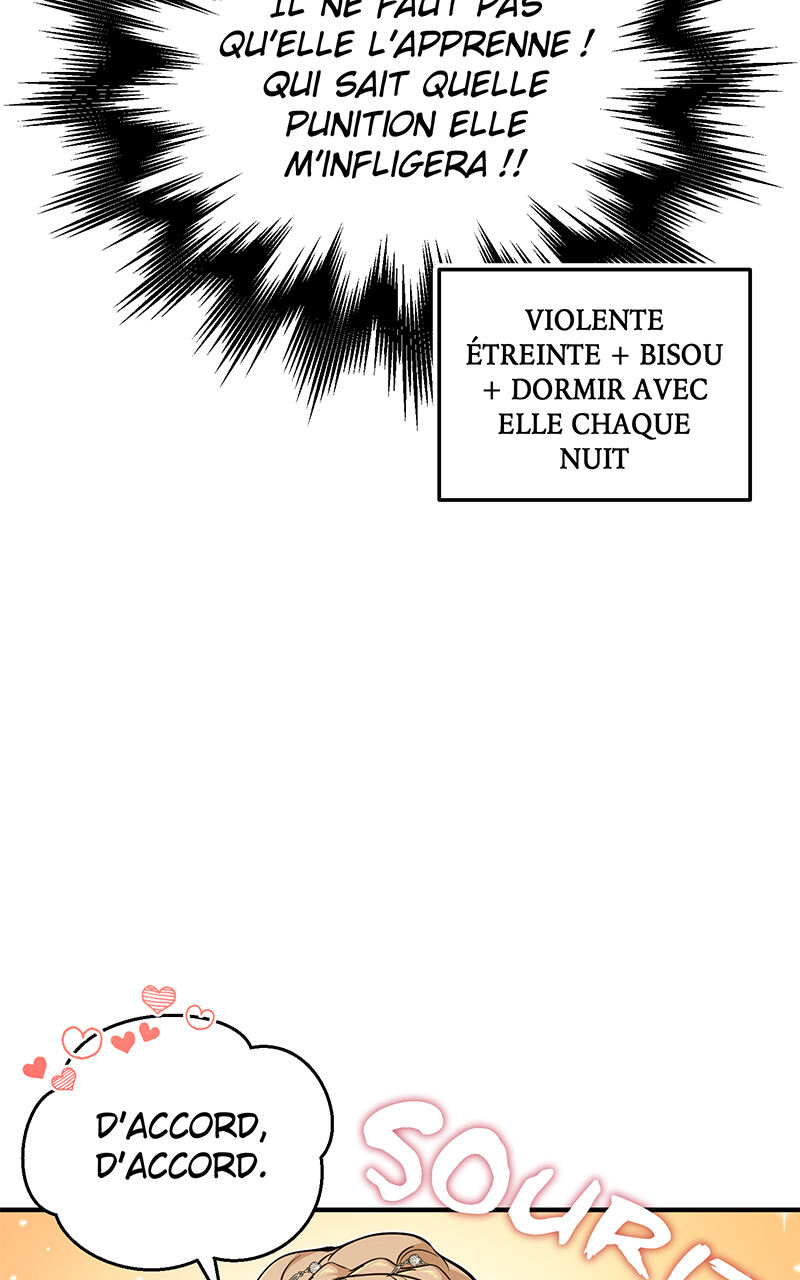 IL NE FAUT PAS
QU'ELLE L'APPRENNE !
QUI SAIT QUELLE
PUNITION ELLE
M'INFLIGERA !!
VIOLENTE
ÉTREINTE + BISOU
+ DORMIR AVEC
ELLE CHAQUE
NUIT
D'ACCORD,
D'ACCORD.
SOURIT